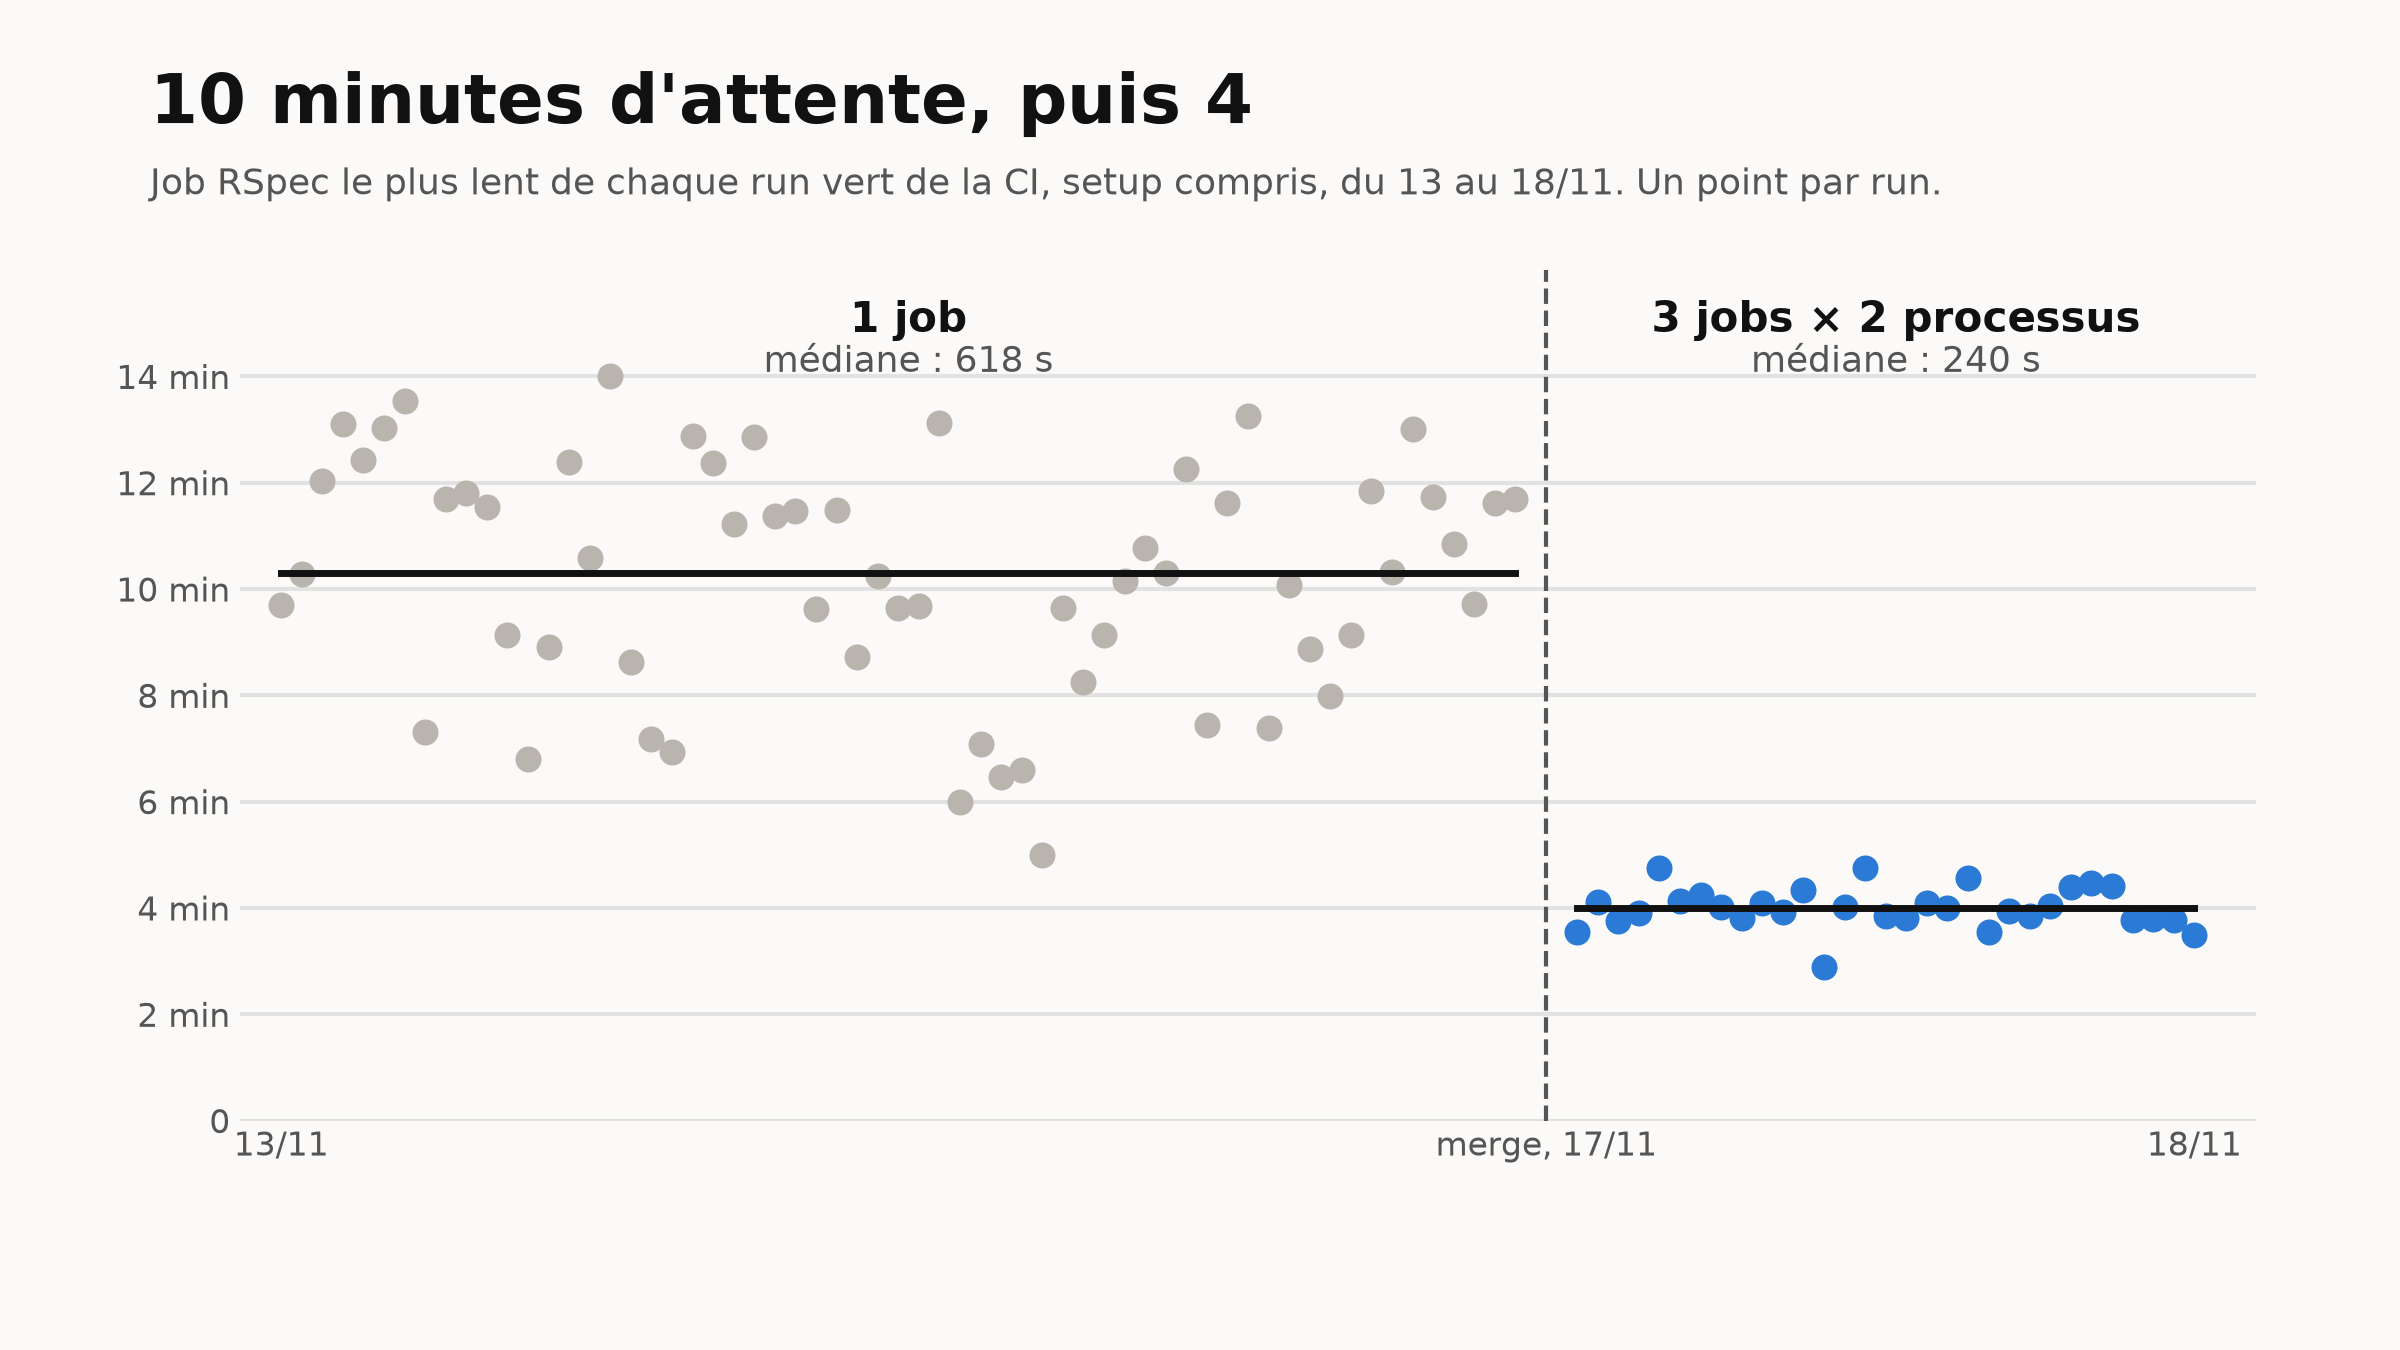 10 minutes d'attente, puis 4
Job RSpec le plus lent de chaque run vert de la CI, setup compris, du 13 au 18/11. Un point par run.
1 job
3 jobs × 2 processus
médiane : 618 s
médiane : 240 s
14 min
12 min
10 min
8 min
6 min
4 min
2 min
0
13/11
merge, 17/11
18/11